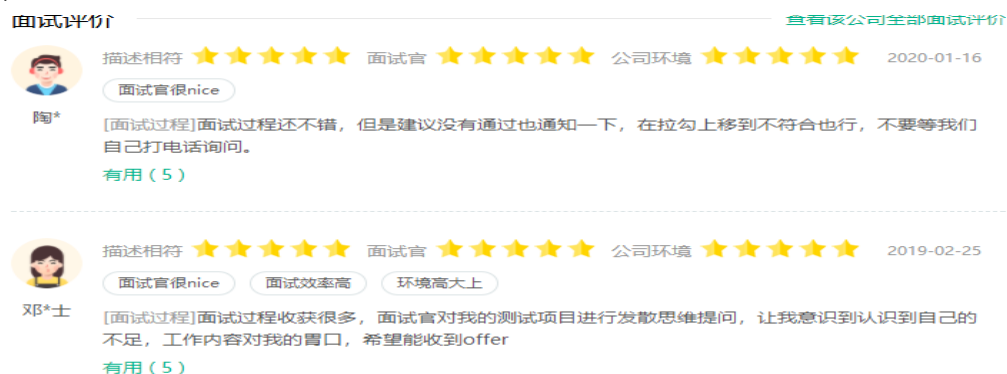 面试评价 查看该公司全部面试评价
描述相符 面试官 公司环境 2020-01-16
面试官很nice
陶*
[面试过程]面试过程还不错，但是建议没有通过也通知一下，在拉勾上移到不符合也行，不要等我们
自己打电话询问。
有用（5）
描述相符 面试官 公司环境 2019-02-25
面试官很nice 面试效率高 环境高大上
邓*士
[面试过程]面试过程收获很多，面试官对我的测试项目进行发散思维提问，让我意识到认识到自己的
不足，工作内容对我的胃口，希望能收到offer
有用（5）